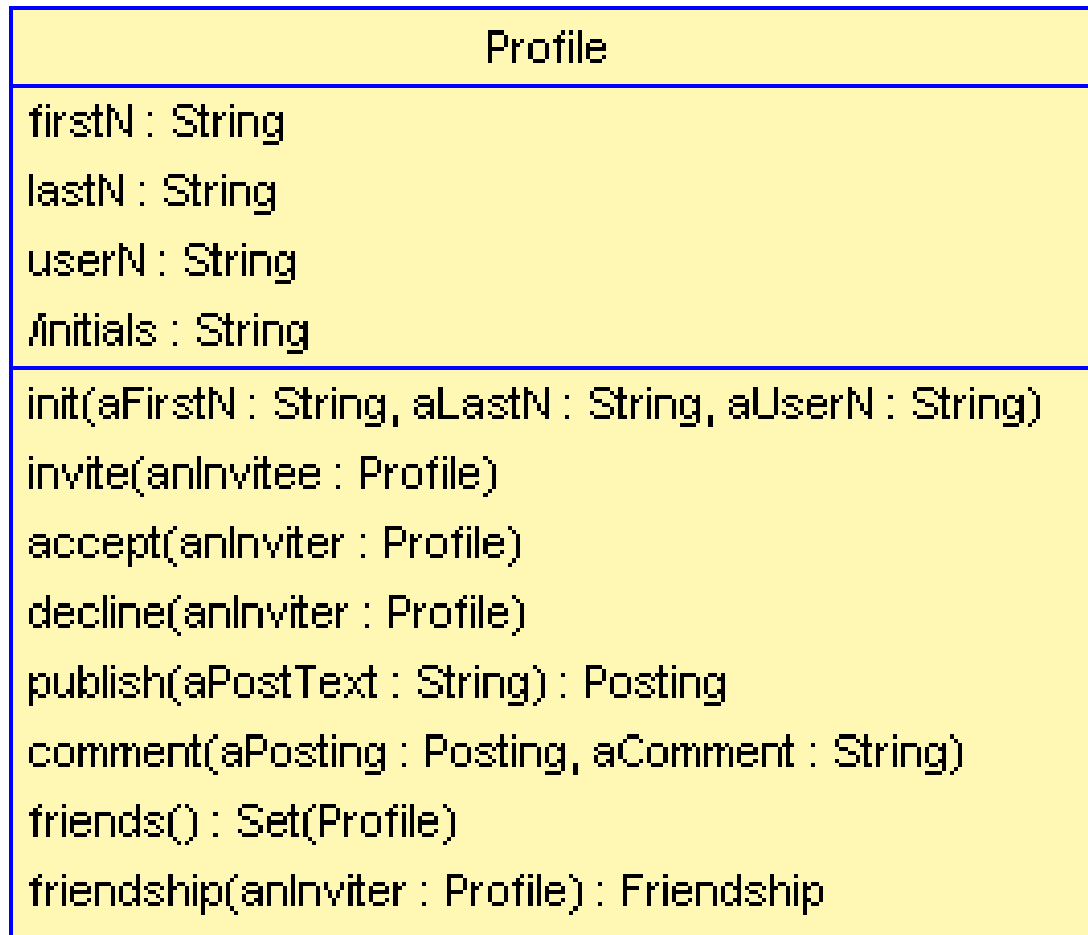 Profile
firstN : String
lastN : String
userN : String
/initials : String
init(aFirstN : String, aLastN : String, aUserN : String)
invite(anInvitee : Profile)
accept(anInviter : Profile)
decline(anInviter : Profile)
publish(aPostText : String) : Posting
comment(aPosting : Posting, aComment : String)
friends() : Set(Profile)
friendship(anInviter : Profile) : Friendship